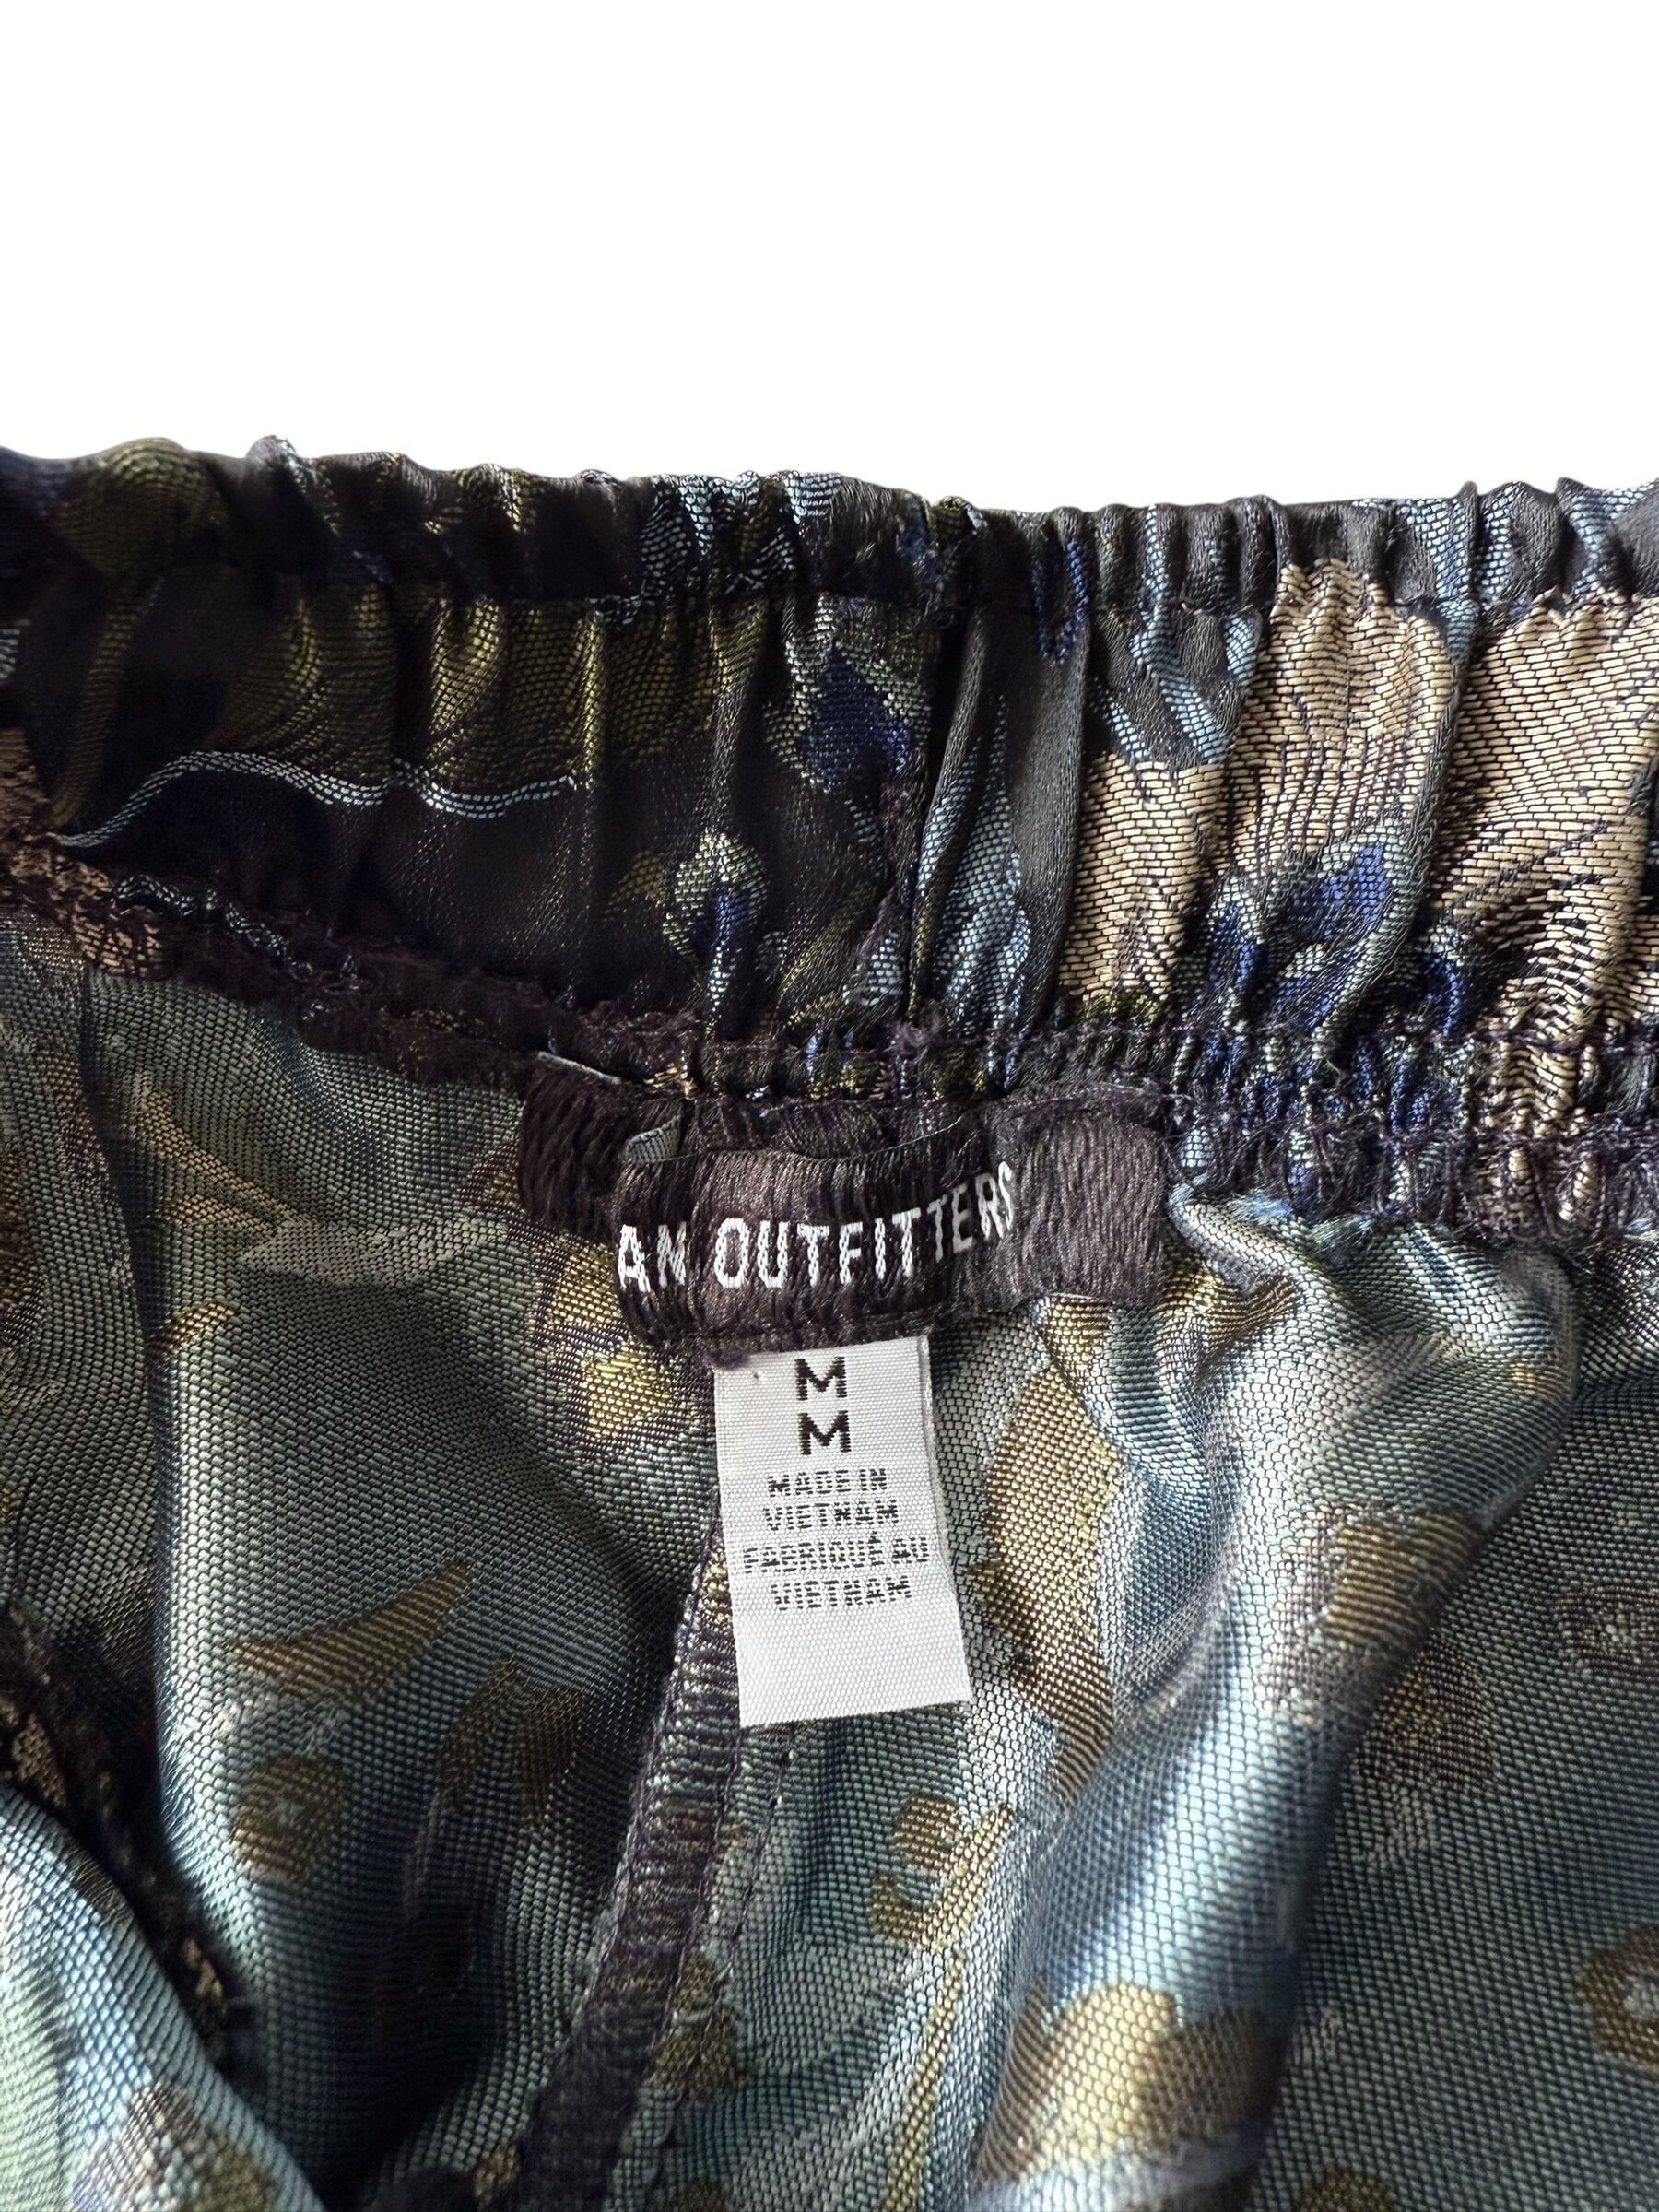 AN OUTFITTERS
M
M
MADE IN
VIETNAM
FABRIQUÉ AU
VIETNAM